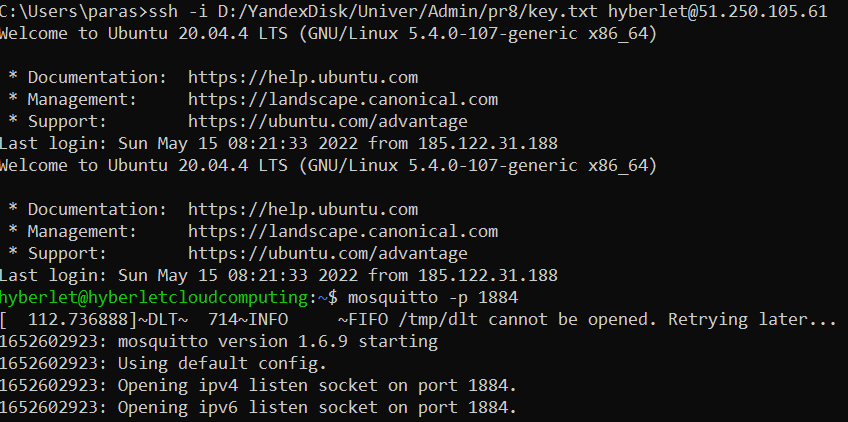 C:\Users\paras>ssh -i D:/YandexDisk/Univer/Admin/pr8/key.txt hyberlet@51.250.105.61
Welcome to Ubuntu 20.04.4 LTS (GNU/Linux 5.4.0-107-generic x86_64)

 * Documentation:  https://help.ubuntu.com
 * Management:     https://landscape.canonical.com
 * Support:        https://ubuntu.com/advantage
Last login: Sun May 15 08:21:33 2022 from 185.122.31.188
Welcome to Ubuntu 20.04.4 LTS (GNU/Linux 5.4.0-107-generic x86_64)

 * Documentation:  https://help.ubuntu.com
 * Management:     https://landscape.canonical.com
 * Support:        https://ubuntu.com/advantage
Last login: Sun May 15 08:21:33 2022 from 185.122.31.188
hyberlet@hyberletcloudcomputing:~$ mosquitto -p 1884
[  112.736888]~DLT~  714~INFO     ~FIFO /tmp/dlt cannot be opened. Retrying later...
1652602923: mosquitto version 1.6.9 starting
1652602923: Using default config.
1652602923: Opening ipv4 listen socket on port 1884.
1652602923: Opening ipv6 listen socket on port 1884.